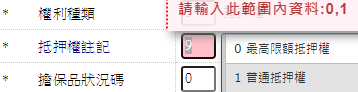 請輸入此範圍內資料:0,1
* 權利種類
* 抵押權註記 9 0 最高限額抵押權
* 擔保品狀況碼 0 1 普通抵押權